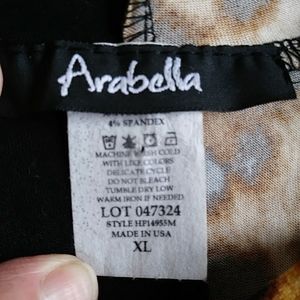 Arabella
4% SPANDEX
MACHINE WASH COLD
WITH LIKE COLORS
DELICATE CYCLE
DO NOT BLEACH
TUMBLE DRY LOW
WARM IRON IF NEEDED
LOT 047324
STYLE HF14955M
MADE IN USA
XL